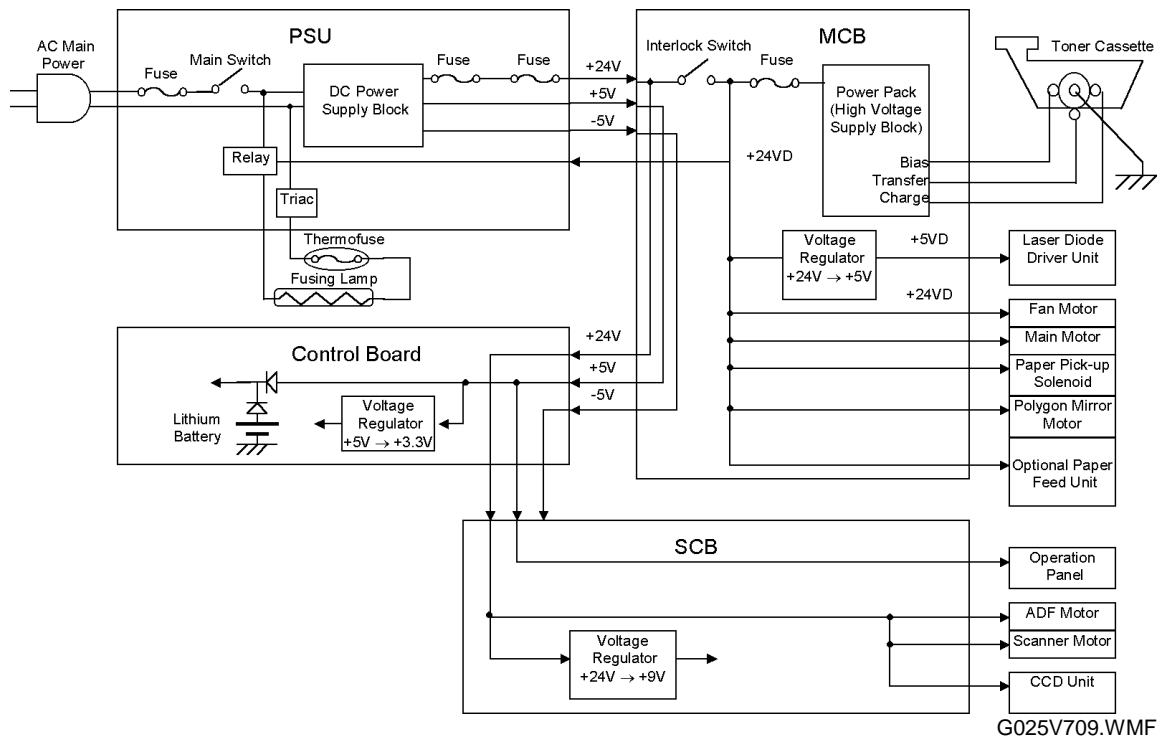 PSU
MCB
AC Main
Power
Fuse
Main Switch
DC Power
Supply Block
Fuse
Fuse
+24V
+5V
-5V
Relay
Triac
Thermofuse
Fusing Lamp
Interlock Switch
Fuse
Power Pack
(High Voltage
Supply Block)
Bias
Transfer
Charge
+24VD
Toner Cassette
Voltage
Regulator
+24V → +5V
+5VD
+24VD
Laser Diode
Driver Unit
Fan Motor
Main Motor
Paper Pick-up
Solenoid
Polygon Mirror
Motor
Optional Paper
Feed Unit
Control Board
+24V
+5V
-5V
Lithium
Battery
Voltage
Regulator
+5V → +3.3V
SCB
Voltage
Regulator
+24V → +9V
Operation
Panel
ADF Motor
Scanner Motor
CCD Unit
G025V709.WMF